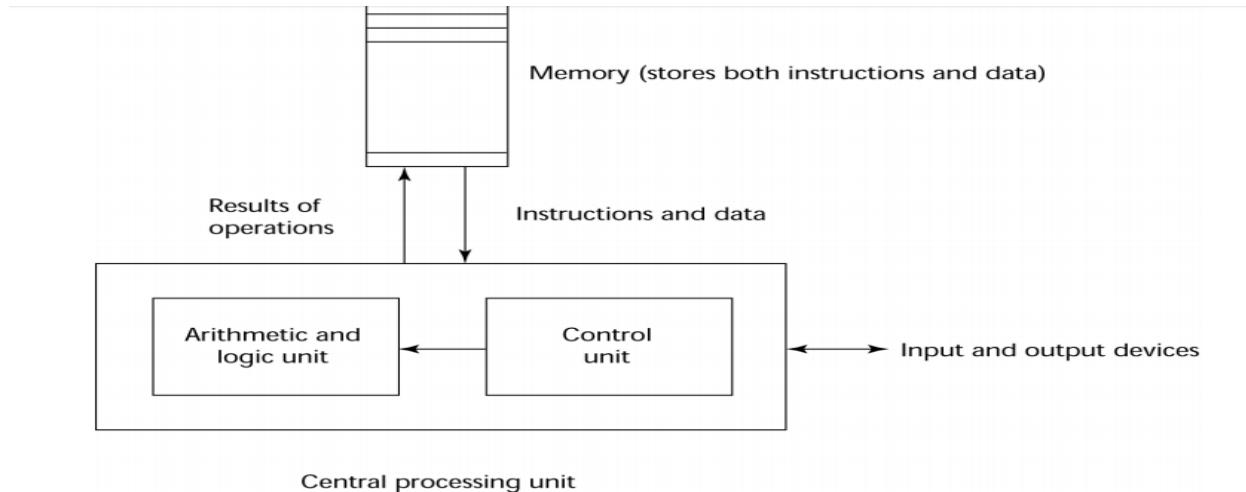 Memory (stores both instructions and data)
Results of
operations
Instructions and data
Arithmetic and
logic unit
Control
unit
Input and output devices
Central processing unit